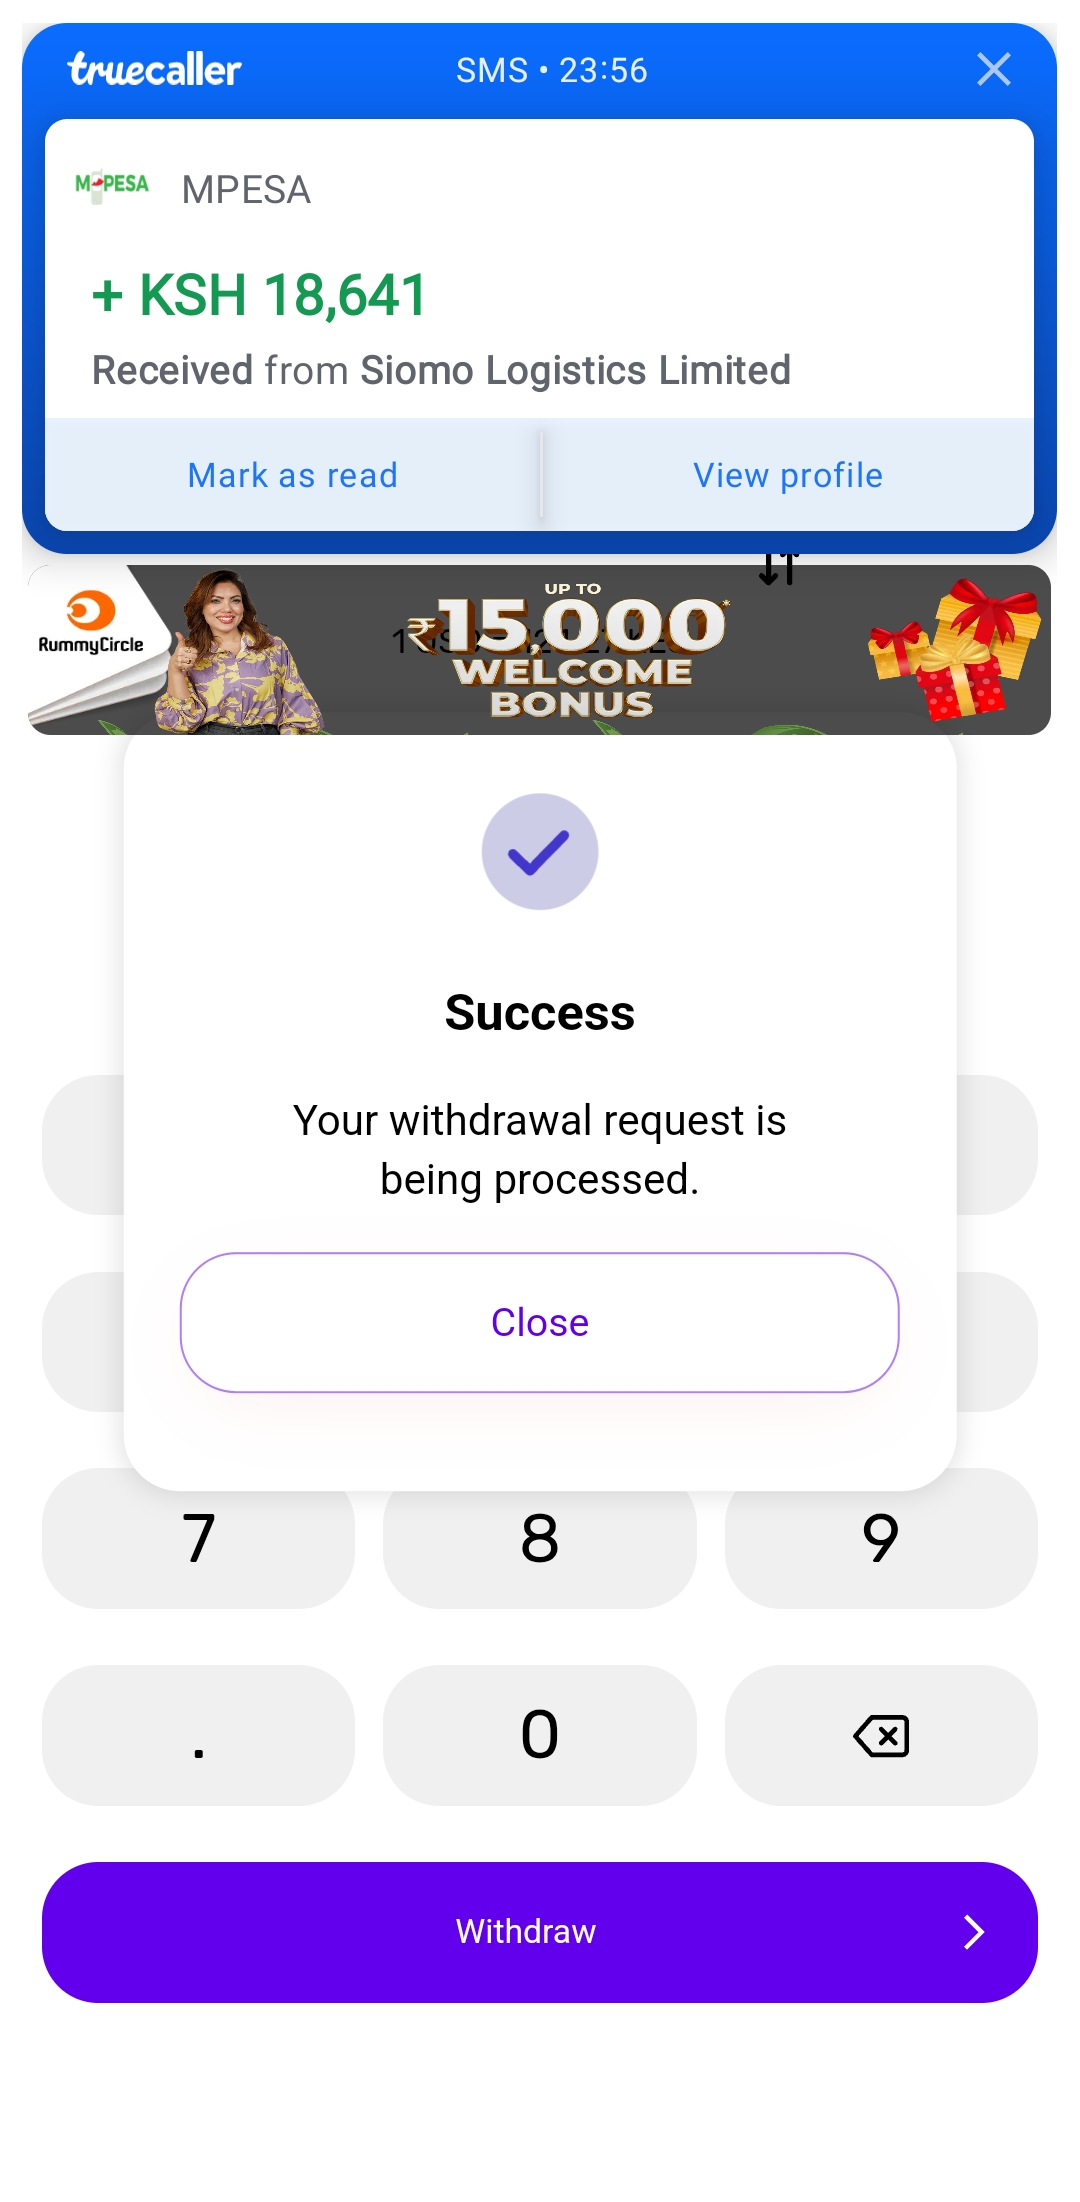 truecaller
SMS • 23:56
M-PESA
MPESA
+ KSH 18,641
Received from Siomo Logistics Limited
Mark as read
View profile
RummyCircle
UP TO
₹15,000*
WELCOME
BONUS
Success
Your withdrawal request is
being processed.
Close
7
8
9
.
0
Withdraw